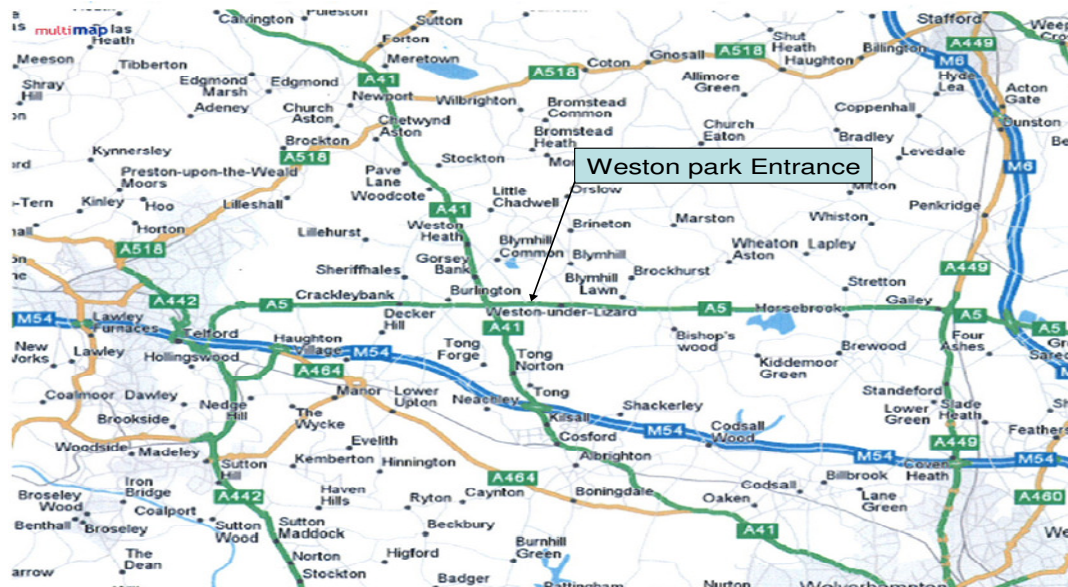 multimap
las
Heath
Calvington
Puleston
Sutton
Stafford
Forton
Meretown
A41
Meeson
Tibberton
Shray
Hill
Edgmond
Marsh
Edgmond
Adeney
Newport
Church
Aston
Chetwynd
Aston
Brockton
A518
Wilbrighton
A518
Coton
Gnosall
A518
Shut
Heath
Haughton
Billington
A449
M6
Hyde
Lea
Acton
Gate
Dunston
Allimore
Green
Coppenhall
Bromstead
Common
Bromstead
Heath
Church
Eaton
Bradley
Levedale
M6
Kynnersley
Preston-upon-the-Weald
Moors
Kinley
Hoo
Horton
Lilleshall
Pave
Lane
Woodcote
Stockton
Weston park Entrance
Little
Chadwell
Orslow
Mitton
Penkridge
A41
Weston
Heath
Lillehurst
Brineton
Marston
Whiston
Blymhill
Common
Blymhill
Wheaton
Aston
Lapley
A518
Gorsey
Bank
Sheriffhales
Blymhill
Lawn
Brockhurst
Stretton
A449
A442
A5
Crackleybank
Burlington
Weston-under-Lizard
A5
Horsebrook
Gailey
A5
A5
M54
Lawley
Furnaces
Telford
Decker
Hill
A41
Bishop's
wood
Brewood
Four
Ashes
New
Works
Lawley
Hollingswood
Haughton
Village
M54
Tong
Forge
Tong
Norton
Kiddemoor
Green
A464
Coalmoor
Dawley
Nedge
Hill
Manor
Lower
Upton
Neachley
Tong
Standeford
Brookside
The
Wycke
Kilsall
Shackerley
Lower
Green
Slade
Heath
Woodside
Madeley
Evelith
Cosford
M54
Codsall
Wood
A449
Feathers
Sutton
Hill
Kemberton
Hinnington
Albrighton
M54
Coven
Heath
M54
A442
Iron
Bridge
Broseley
Wood
Coalport
Haven
Hills
Ryton
Caynton
A464
Boningdale
Codsall
Billbrook
Oaken
Lane
Green
A460
Benthall
Broseley
Sutton
Wood
Sutton
Maddock
Beckbury
A41
The
Dean
Norton
Higford
Burnhill
Green
Stockton
Badger
Pattingham
Nurton
Wolverhampton